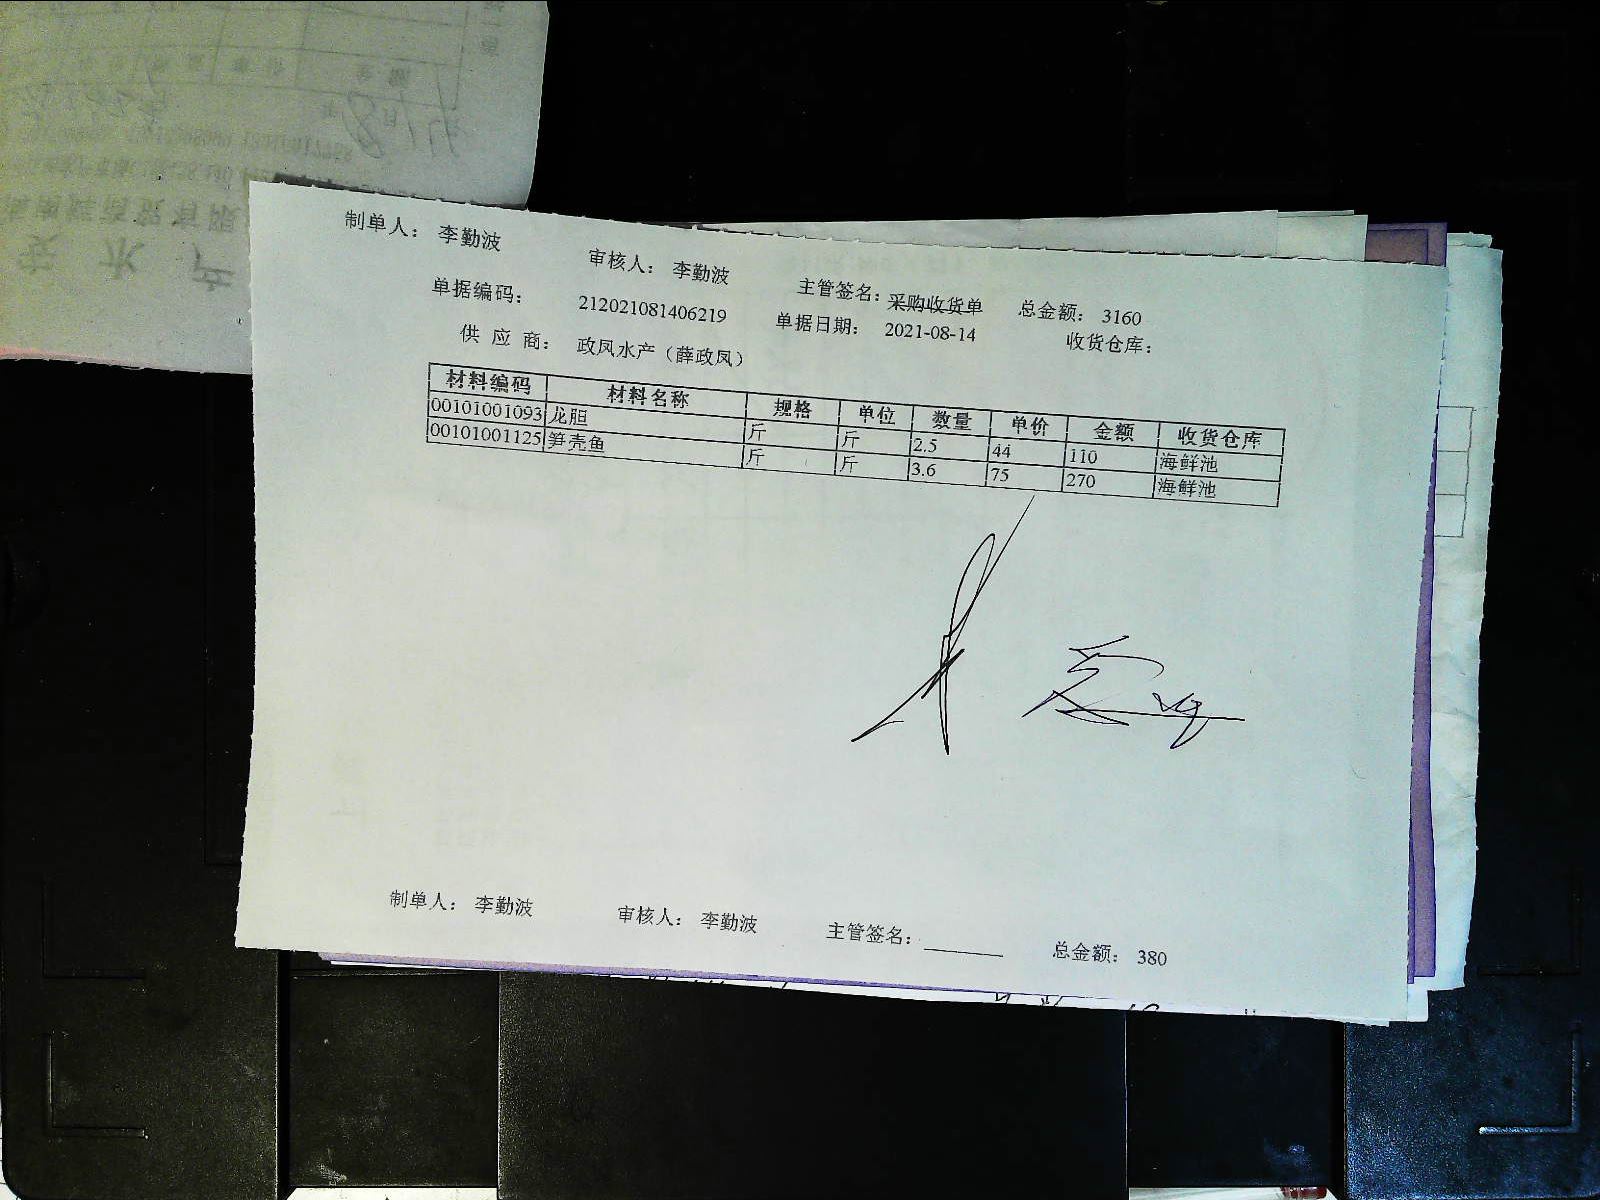 制单人： 李勤波 审核人： 李勤波 主管签名： 采购收货单 总金额： 3160
单据编码： 212021081406219 单据日期： 2021-08-14 收货仓库：
供 应 商： 政凤水产（薛政凤）
材料编码 材料名称 规格 单位 数量 单价 金额 收货仓库
00101001093 龙胆 斤 斤 2.5 44 110 海鲜池
00101001125 笋壳鱼 斤 斤 3.6 75 270 海鲜池
制单人： 李勤波 审核人： 李勤波 主管签名： 总金额： 380